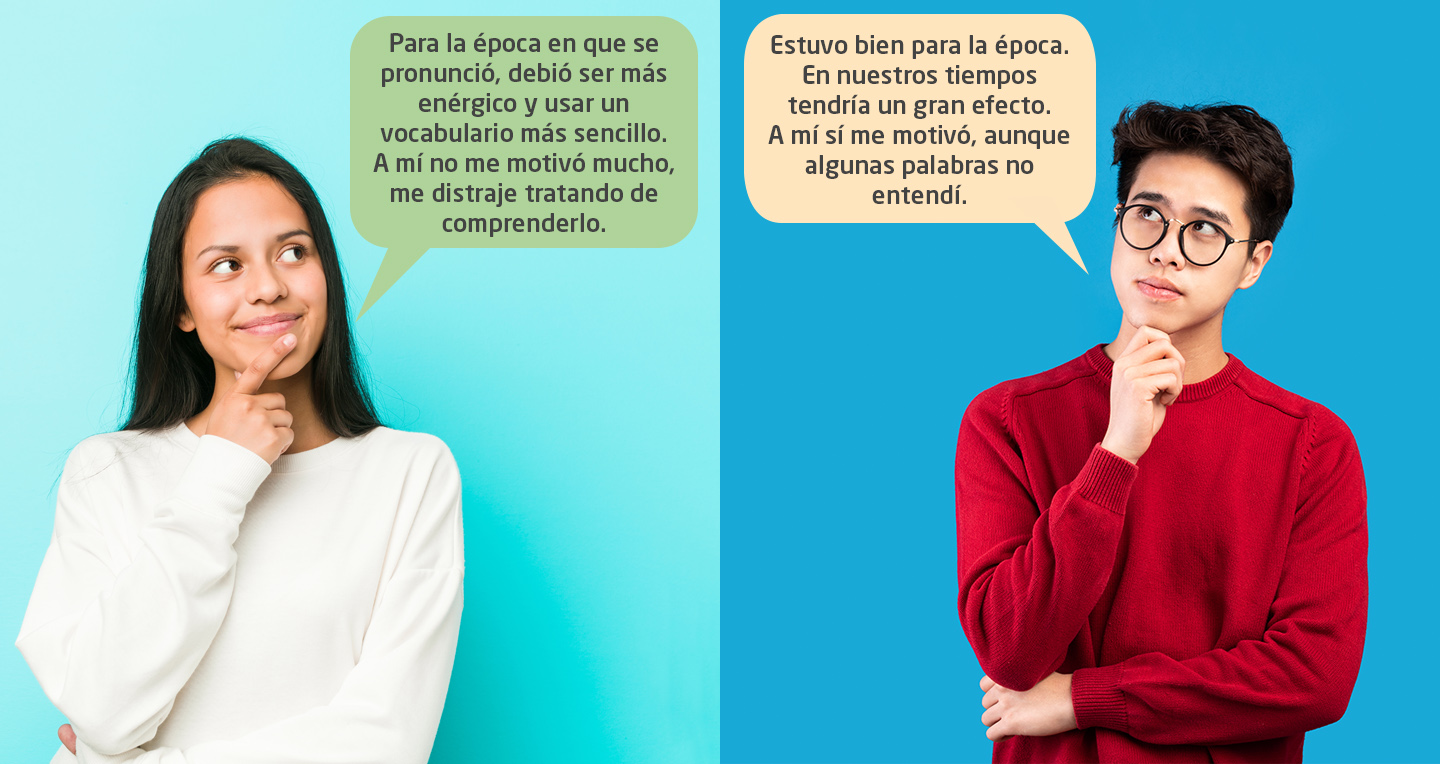 Para la época en que se
pronunció, debió ser más
enérgico y usar un
vocabulario más sencillo.
A mí no me motivó mucho,
me distraje tratando de
comprenderlo.
Estuvo bien para la época.
En nuestros tiempos
tendría un gran efecto.
A mí sí me motivó, aunque
algunas palabras no
entendí.